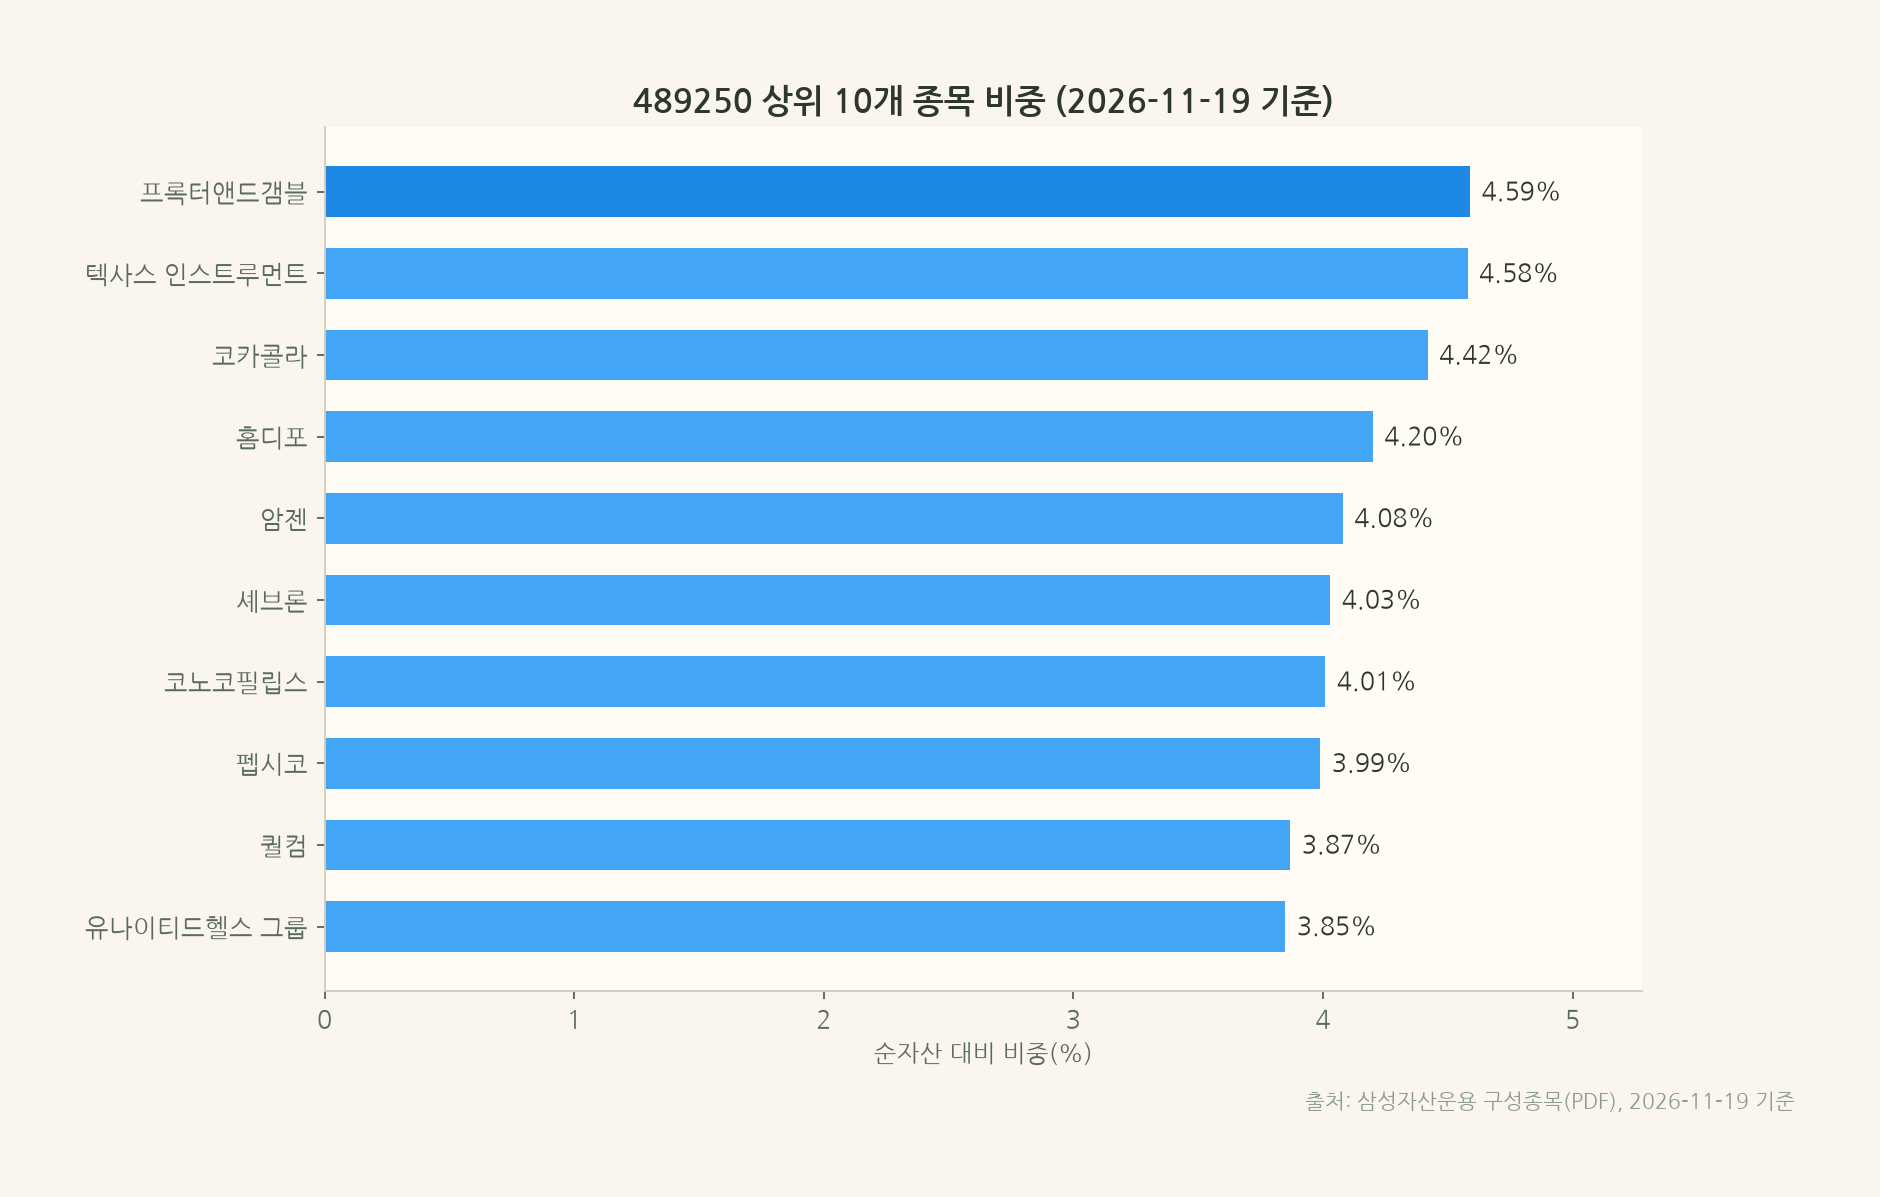 489250 상위 10개 종목 비중 (2026-11-19 기준)
프록터앤드갬블 4.59%
텍사스 인스트루먼트 4.58%
코카콜라 4.42%
홈디포 4.20%
암젠 4.08%
셰브론 4.03%
코노코필립스 4.01%
펩시코 3.99%
퀄컴 3.87%
유나이티드헬스 그룹 3.85%
0 1 2 3 4 5
순자산 대비 비중(%)
출처: 삼성자산운용 구성종목(PDF), 2026-11-19 기준